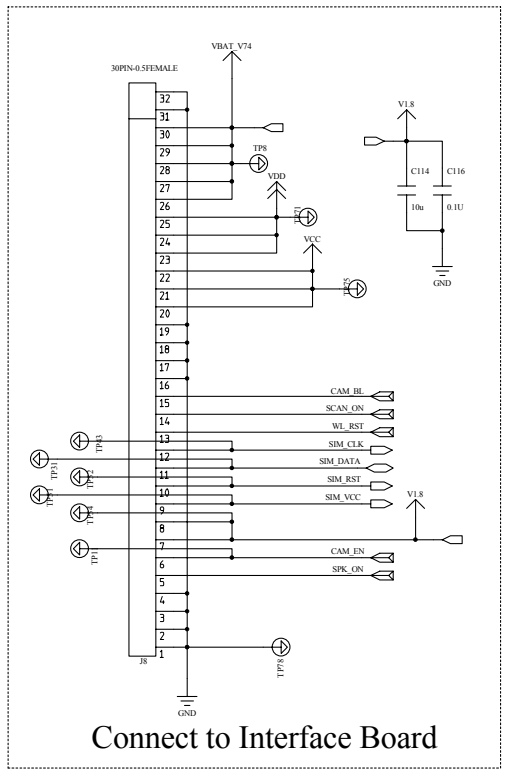 VBAT_V74
30PIN-0.5FEMALE
32
31
30
29
28
27
26
25
24
23
22
21
20
19
18
17
16
15
14
13
12
11
10
9
8
7
6
5
4
3
2
1
J8
TP8
VDD
TP71
VCC
TP75
V1.8
C114
C116
10u
0.1U
GND
CAM_BL
SCAN_ON
WL_RST
SIM_CLK
SIM_DATA
SIM_RST
SIM_VCC
V1.8
CAM_EN
SPK_ON
TP43
TP31
TP11
TP78
GND
Connect to Interface Board